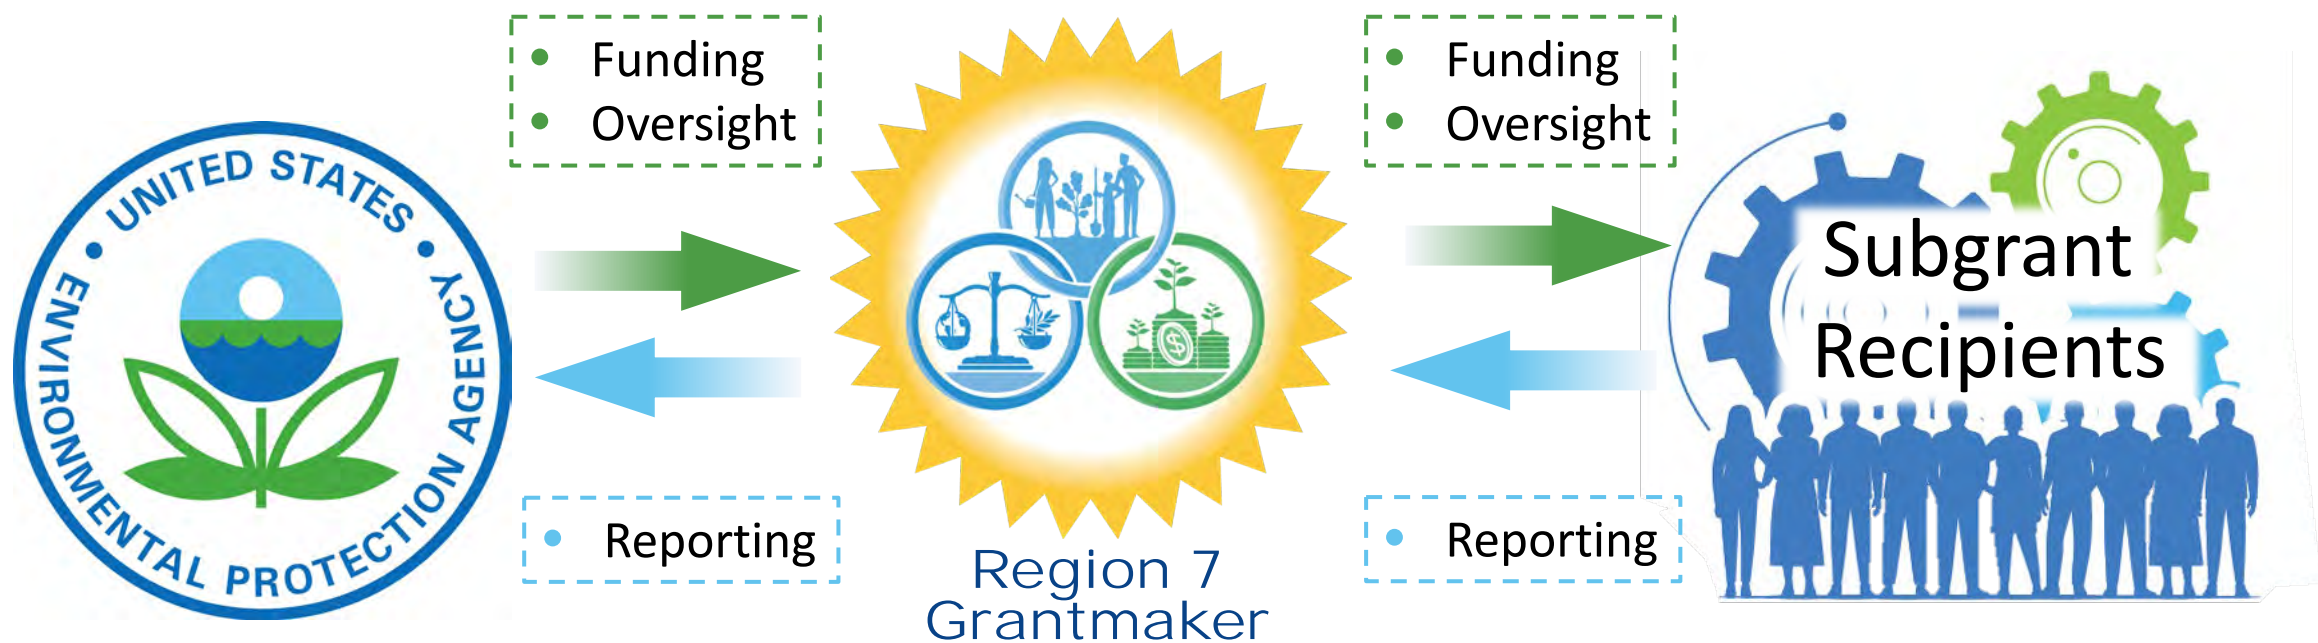 UNITED STATES
ENVIRONMENTAL PROTECTION AGENCY
• Funding
• Oversight
• Reporting
$
Region 7
Grantmaker
• Funding
• Oversight
• Reporting
Subgrant
Recipients